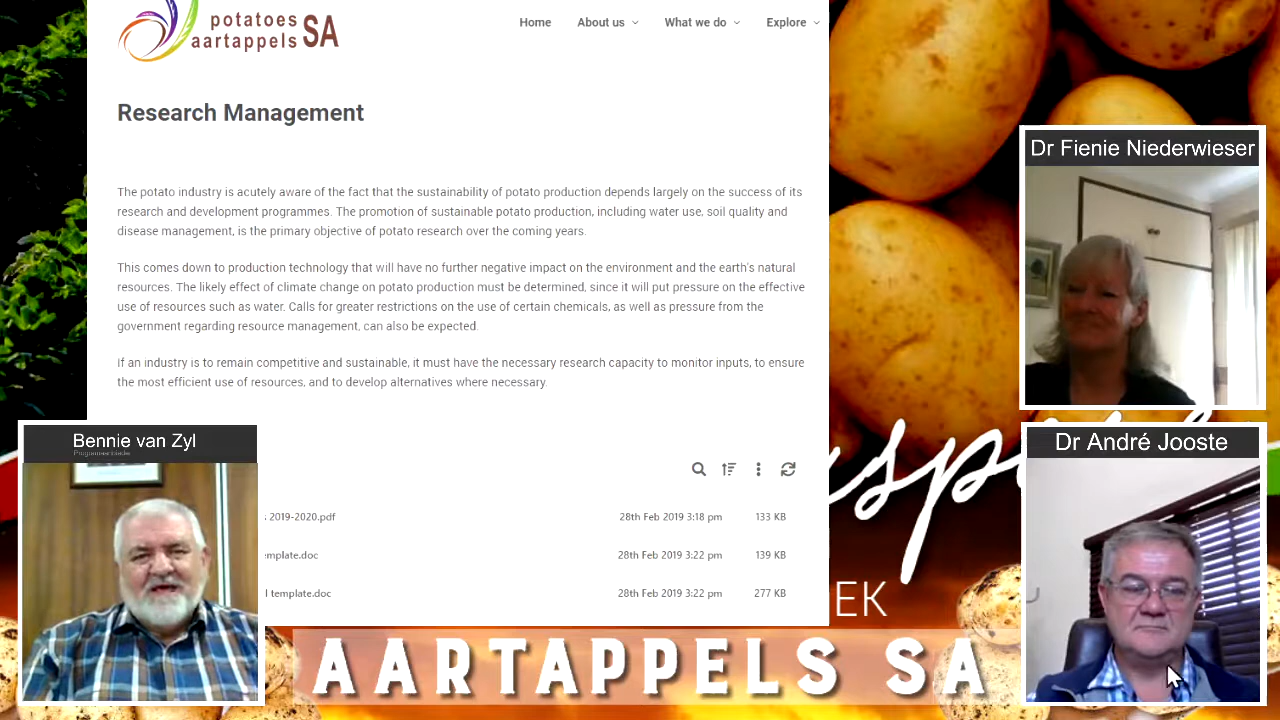 potatoes
aartappels SA
Home About us What we do Explore
Research Management
The potato industry is acutely aware of the fact that the sustainability of potato production depends largely on the success of its
research and development programmes. The promotion of sustainable potato production, including water use, soil quality and
disease management, is the primary objective of potato research over the coming years.
This comes down to production technology that will have no further negative impact on the environment and the earth's natural
resources. The likely effect of climate change on potato production must be determined, since it will put pressure on the effective
use of resources such as water. Calls for greater restrictions on the use of certain chemicals, as well as pressure from the
government regarding resource management, can also be expected.
If an industry is to remain competitive and sustainable, it must have the necessary research capacity to monitor inputs, to ensure
the most efficient use of resources, and to develop alternatives where necessary.
2019-2020.pdf 28th Feb 2019 3:18 pm 133 KB
28th Feb 2019 3:22 pm 139 KB
template.doc 28th Feb 2019 3:22 pm 277 KB
Dr Fienie Niederwieser
Bennie van Zyl
Dr André Jooste
EK
AARTAPPELS SA